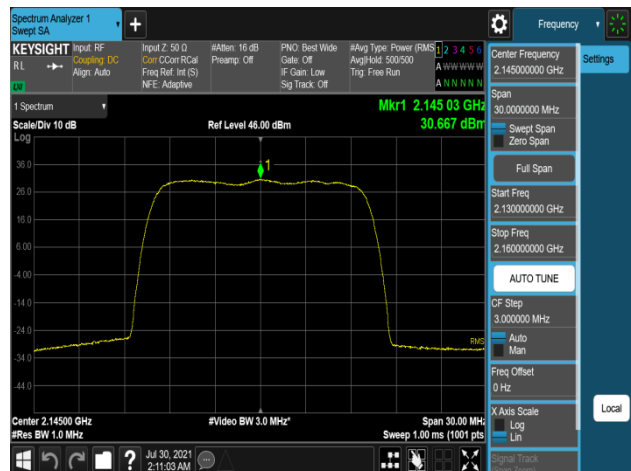 Spectrum Analyzer 1
Swept SA
Frequency
KEYSIGHT
Input: RF
Input Z: 50 Ω
#Atten: 16 dB
PNO: Best Wide
#Avg Type: Power (RMS
1 2 3 4 5 6
RL
Coupling: DC
Corr CCorr RCal
Preamp: Off
Gate: Off
Avg|Hold: 500/500
A W W W W W
Align: Auto
Freq Ref: Int (S)
IF Gain: Low
Trig: Free Run
LXI
NFE: Adaptive
Sig Track: Off
A N N N N N
1 Spectrum
Mkr1 2.145 03 GHz
Scale/Div 10 dB
Ref Level 46.00 dBm
30.667 dBm
Log
1
36.0
26.0
16.0
6.00
-4.00
-14.0
-24.0
RMS
-34.0
-44.0
Center 2.14500 GHz
#Video BW 3.0 MHz*
Span 30.00 MHz
#Res BW 1.0 MHz
Sweep 1.00 ms (1001 pts
?
Jul 30, 2021
2:11:03 AM
Center Frequency
2.145000000 GHz
Span
30.0000000 MHz
Swept Span
Zero Span
Full Span
Start Freq
2.130000000 GHz
Stop Freq
2.160000000 GHz
AUTO TUNE
CF Step
3.000000 MHz
Auto
Man
Freq Offset
0 Hz
X Axis Scale
Log
Lin
Signal Track
(Span Zoom)
Settings
Local